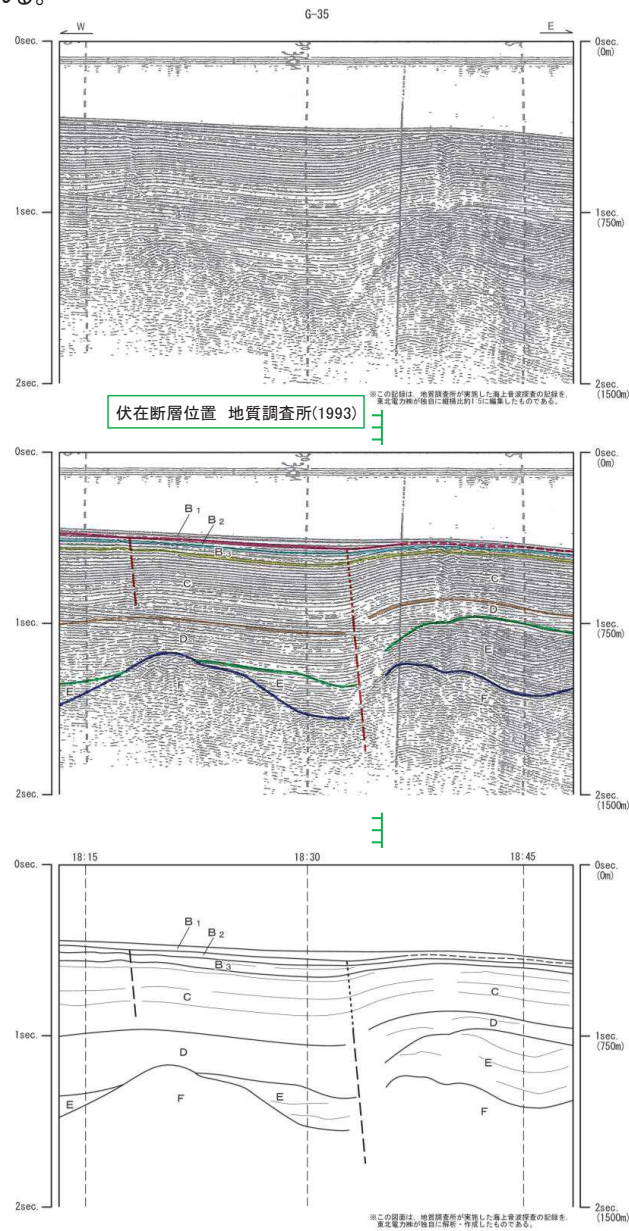 いる。
G-35
W
E
0sec.
0sec.
(0m)
1sec.
1sec.
(750m)
2sec.
2sec.
(1500m)
※この記録は、地質調査所が実施した海上音波探査の記録を、
東北電力㈱が独自に縦横比約1:5に編集したものである。
伏在断層位置 地質調査所(1993)
0sec.
0sec.
(0m)
B1
B2
B3
C
C
D
D
E
E
E
F
F
1sec.
1sec.
(750m)
2sec.
2sec.
(1500m)
18:15
18:30
18:45
0sec.
0sec.
(0m)
B1
B2
B3
C
C
D
D
E
E
E
F
F
1sec.
1sec.
(750m)
2sec.
2sec.
(1500m)
※この図面は、地質調査所が実施した海上音波探査の記録を、
東北電力㈱が独自に解析・作成したものである。